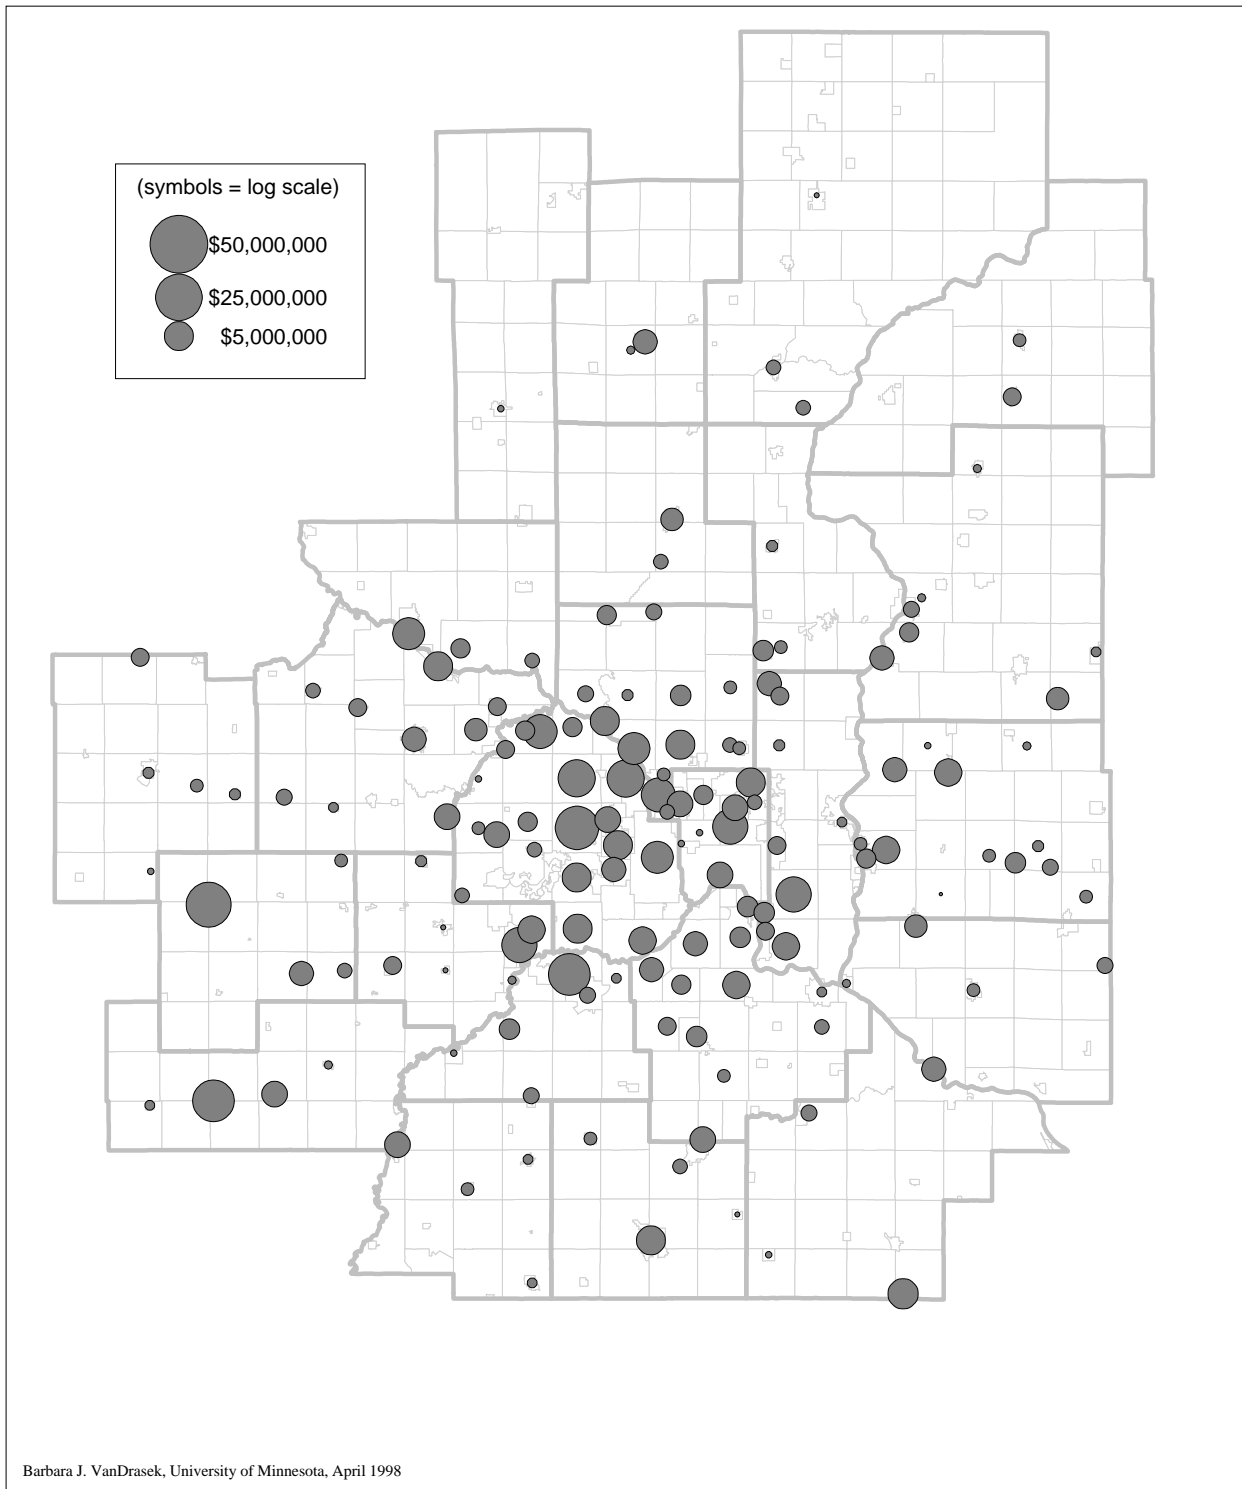 (symbols = log scale)
$50,000,000
$25,000,000
$5,000,000
Barbara J. VanDrasek, University of Minnesota, April 1998